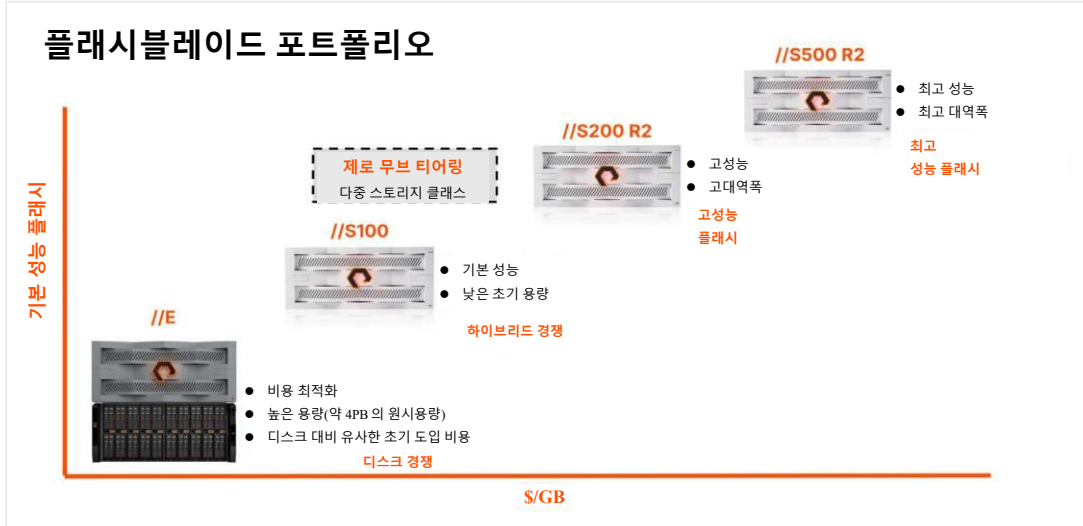 플래시블레이드 포트폴리오
//S500 R2
● 최고 성능
● 최고 대역폭
최고
성능 플래시
//S200 R2
● 고성능
● 고대역폭
고성능
플래시
제로 무브 티어링
다중 스토리지 클래스
//S100
● 기본 성능
● 낮은 초기 용량
하이브리드 경쟁
//E
● 비용 최적화
● 높은 용량(약 4PB 의 원시용량)
● 디스크 대비 유사한 초기 도입 비용
디스크 경쟁
기본 성능 플래시
$/GB